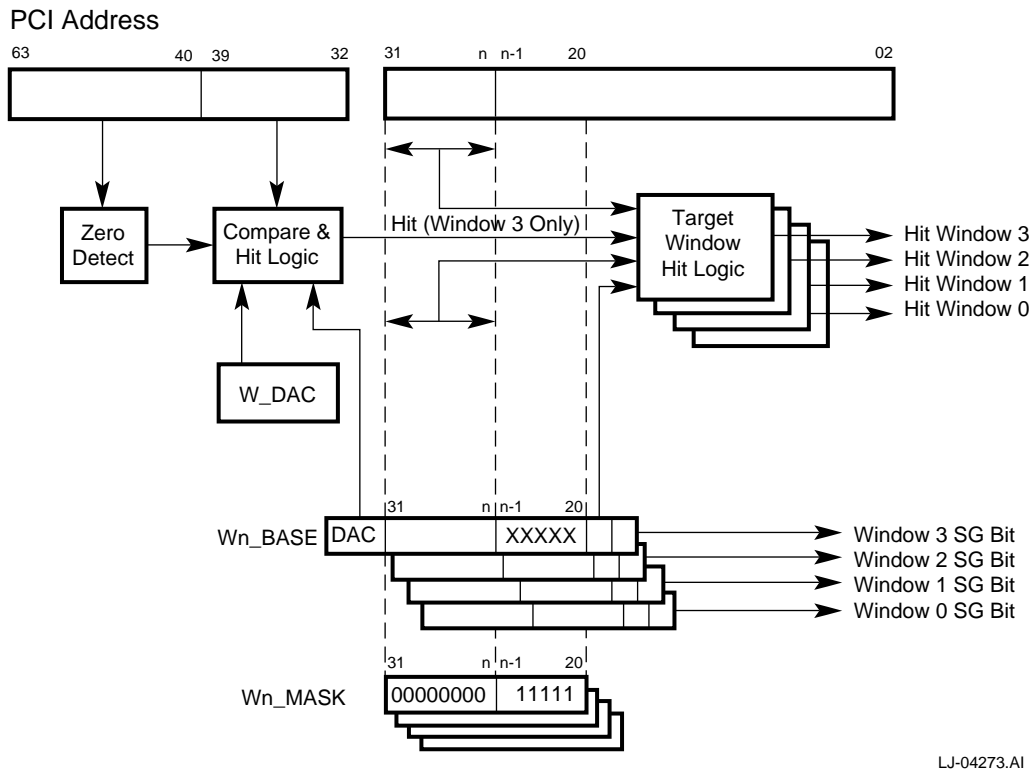 PCI Address
63 40 39 32 31 n n-1 20 02
Zero
Detect
Compare &
Hit Logic
Hit (Window 3 Only)
Target
Window
Hit Logic
Hit Window 3
Hit Window 2
Hit Window 1
Hit Window 0
W_DAC
31 n n-1 20
Wn_BASE DAC XXXXX
Window 3 SG Bit
Window 2 SG Bit
Window 1 SG Bit
Window 0 SG Bit
31 n n-1 20
Wn_MASK 00000000 11111
LJ-04273.AI